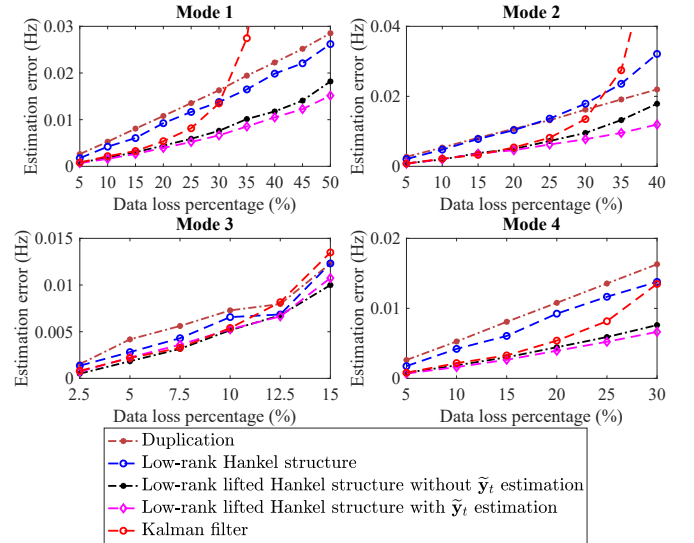 Mode 1
Estimation error (Hz)
0.03
0.02
0.01
0
5 10 15 20 25 30 35 40 45 50
Data loss percentage (%)
Mode 2
Estimation error (Hz)
0.04
0.02
0
5 10 15 20 25 30 35 40
Data loss percentage (%)
Mode 3
Estimation error (Hz)
0.015
0.01
0.005
0
2.5 5 7.5 10 12.5 15
Data loss percentage (%)
Mode 4
Estimation error (Hz)
0.02
0.01
0
5 10 15 20 25 30
Data loss percentage (%)
Duplication
Low-rank Hankel structure
Low-rank lifted Hankel structure without ỹ_t estimation
Low-rank lifted Hankel structure with ỹ_t estimation
Kalman filter